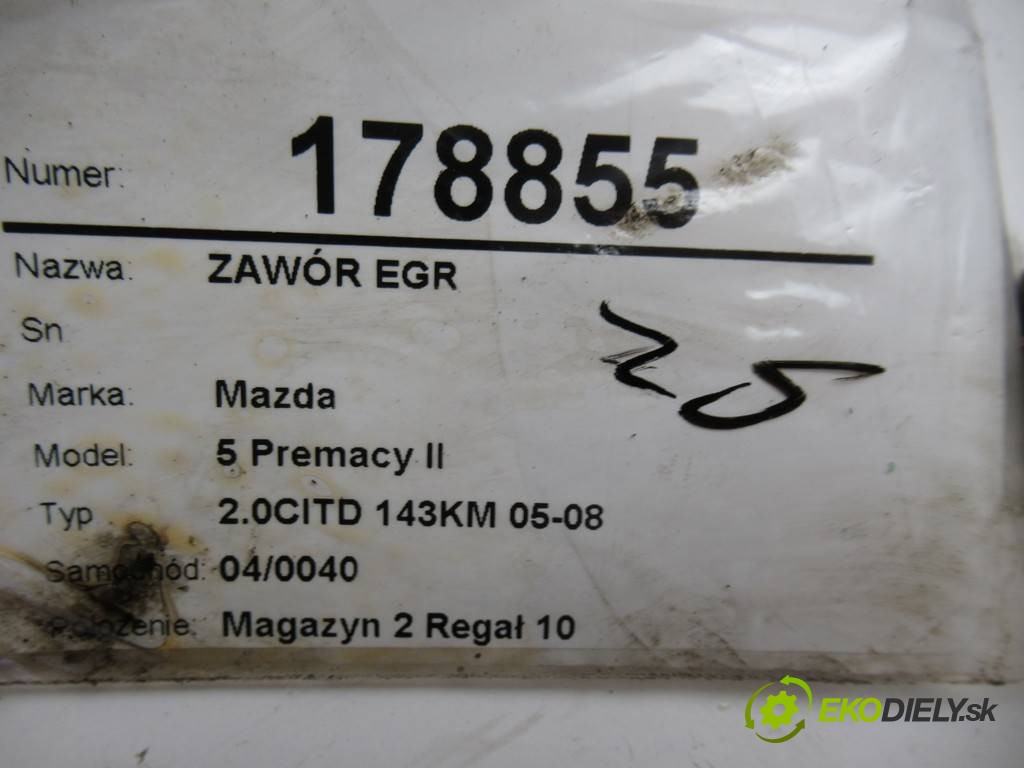 Numer: 178855
Nazwa: ZAWÓR EGR
Sn
Marka: Mazda
Model: 5 Premacy II
Typ 2.0CITD 143KM 05-08
Samochód: 04/0040
Położenie: Magazyn 2 Regał 10
25
EKODIELY.sk